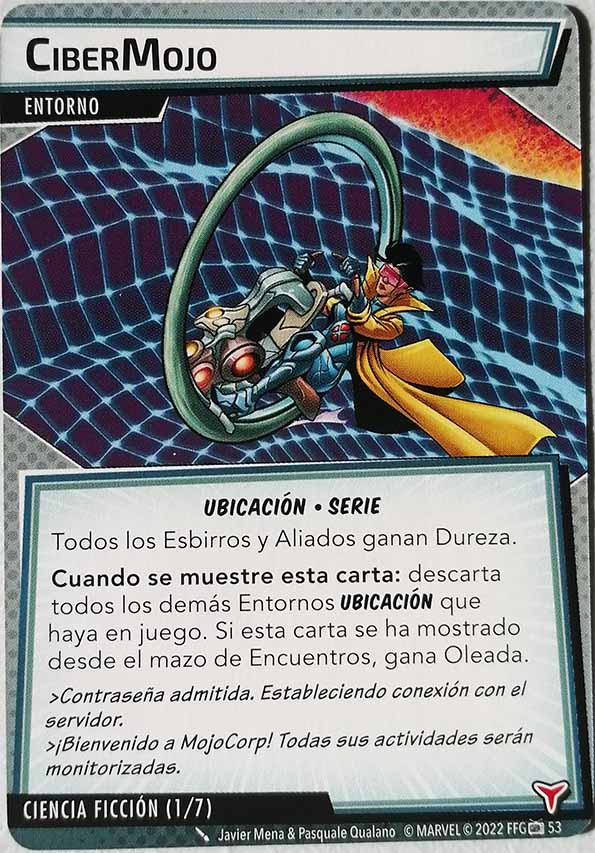 CIBERMOJO
ENTORNO
UBICACIÓN • SERIE
Todos los Esbirros y Aliados ganan Dureza.
Cuando se muestre esta carta: descarta
todos los demás Entornos UBICACIÓN que
haya en juego. Si esta carta se ha mostrado
desde el mazo de Encuentros, gana Oleada.
>Contraseña admitida. Estableciendo conexión con el
servidor.
>¡Bienvenido a MojoCorp! Todas sus actividades serán
monitorizadas.
CIENCIA FICCIÓN (1/7)
Javier Mena & Pasquale Qualano © MARVEL © 2022 FFG 53